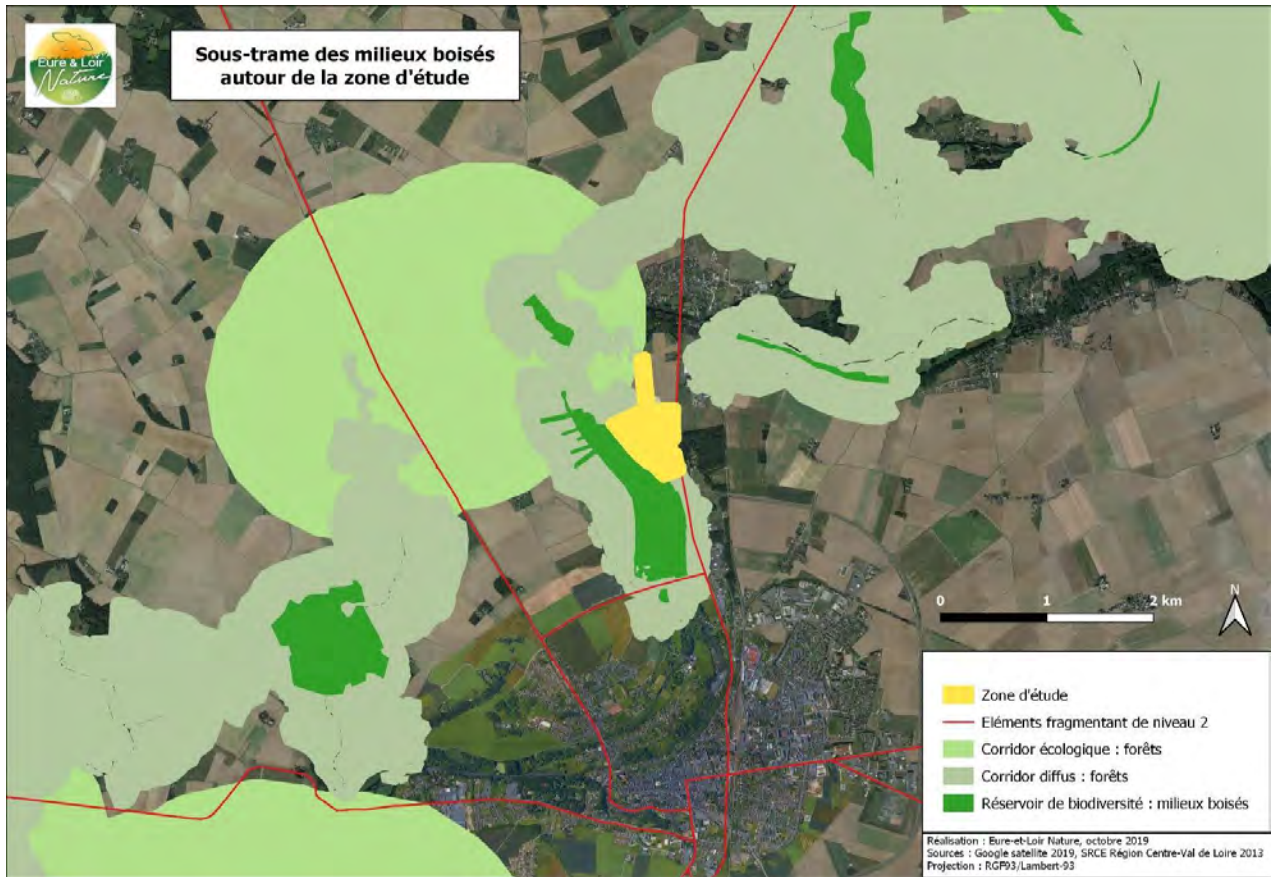 Eure & Loir
Nature
Sous-trame des milieux boisés
autour de la zone d'étude
0 1 2 km
N
Zone d'étude
Eléments fragmentant de niveau 2
Corridor écologique : forêts
Corridor diffus : forêts
Réservoir de biodiversité : milieux boisés
Réalisation : Eure-et-Loir Nature, octobre 2019
Sources : Google satellite 2019, SRCE Région Centre-Val de Loire 2013
Projection : RGF93/Lambert-93